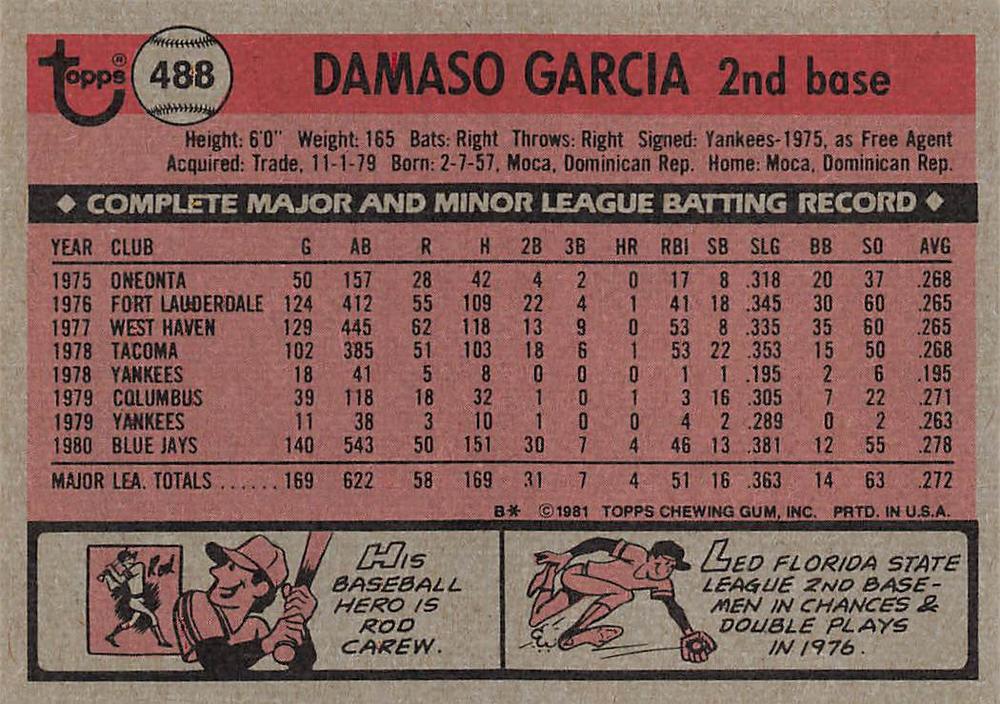 topps® 488 DAMASO GARCIA 2nd base
Height: 6'0" Weight: 165 Bats: Right Throws: Right Signed: Yankees-1975, as Free Agent
Acquired: Trade, 11-1-79 Born: 2-7-57, Moca, Dominican Rep. Home: Moca, Dominican Rep.
◆ COMPLETE MAJOR AND MINOR LEAGUE BATTING RECORD ◆
YEAR CLUB G AB R H 2B 3B HR RBI SB SLG BB SO AVG
1975 ONEONTA 50 157 28 42 4 2 0 17 8 .318 20 37 .268
1976 FORT LAUDERDALE 124 412 55 109 22 4 1 41 18 .345 30 60 .265
1977 WEST HAVEN 129 445 62 118 13 9 0 53 8 .335 35 60 .265
1978 TACOMA 102 385 51 103 18 6 1 53 22 .353 15 50 .268
1978 YANKEES 18 41 5 8 0 0 0 1 1 .195 2 6 .195
1979 COLUMBUS 39 118 18 32 1 0 1 3 16 .305 7 22 .271
1979 YANKEES 11 38 3 10 1 0 0 4 2 .289 0 2 .263
1980 BLUE JAYS 140 543 50 151 30 7 4 46 13 .381 12 55 .278
MAJOR LEA. TOTALS ...... 169 622 58 169 31 7 4 51 16 .363 14 63 .272
B* ©1981 TOPPS CHEWING GUM, INC. PRTD. IN U.S.A.
Rod
HIS
BASEBALL
HERO IS
ROD
CAREW.
LED FLORIDA STATE
LEAGUE 2ND BASE-
MEN IN CHANCES &
DOUBLE PLAYS
IN 1976.